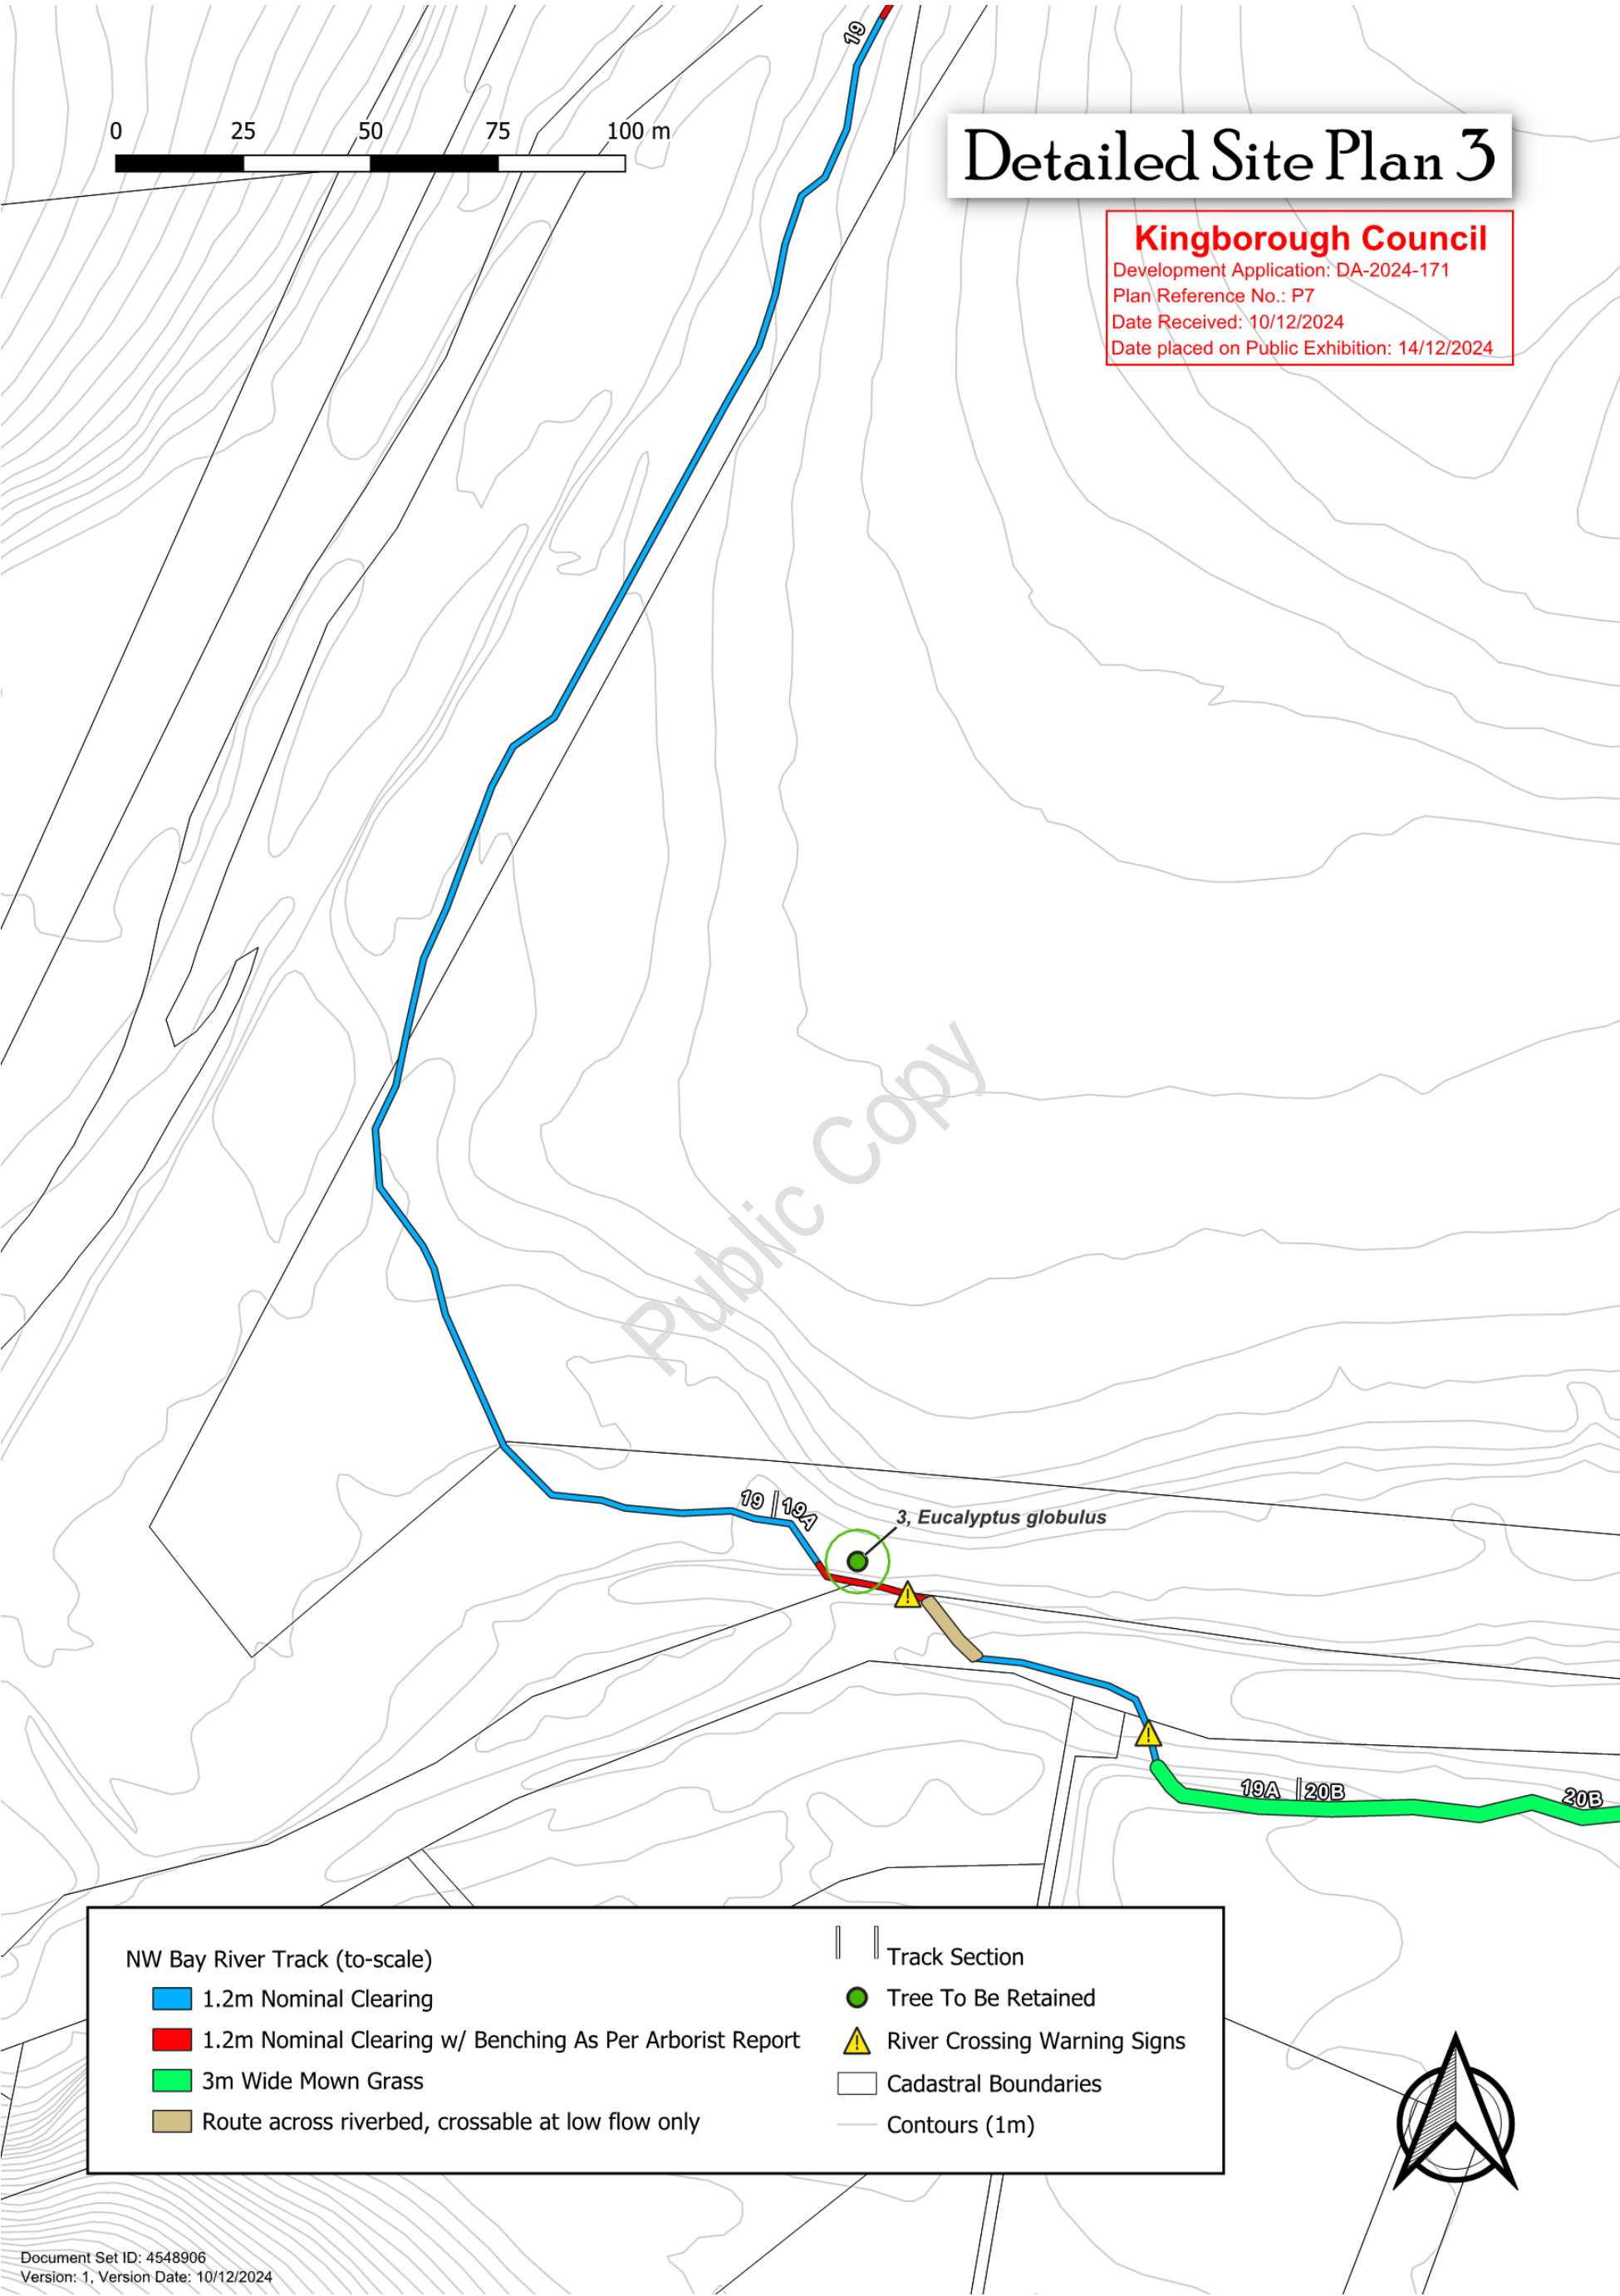 19
0 25 50 75 100 m
Detailed Site Plan 3
Kingborough Council
Development Application: DA-2024-171
Plan Reference No.: P7
Date Received: 10/12/2024
Date placed on Public Exhibition: 14/12/2024
Public Copy
19 19A
3, Eucalyptus globulus
19A 20B
20B
NW Bay River Track (to-scale)
1.2m Nominal Clearing
1.2m Nominal Clearing w/ Benching As Per Arborist Report
3m Wide Mown Grass
Route across riverbed, crossable at low flow only
Track Section
Tree To Be Retained
River Crossing Warning Signs
Cadastral Boundaries
Contours (1m)
Document Set ID: 4548906
Version: 1, Version Date: 10/12/2024